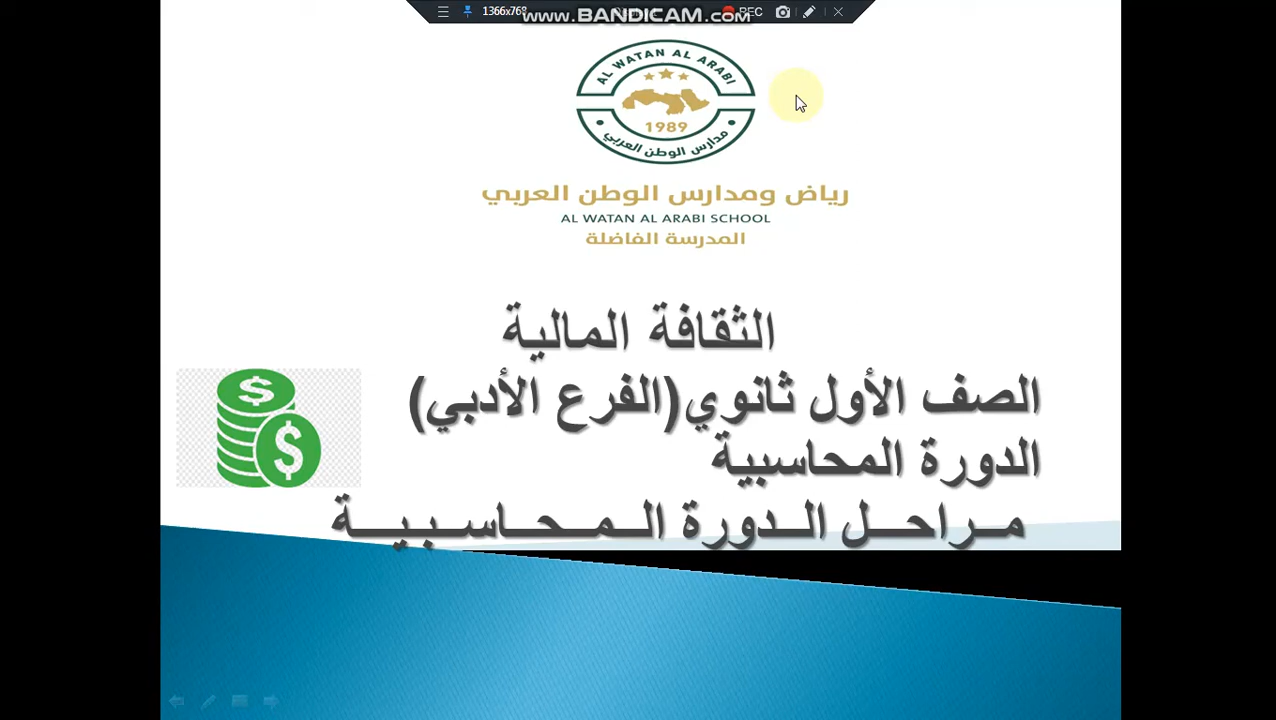 1366x768
www.BANDICAM.com
REC
AL WATAN AL ARABI
1989
مدارس الوطن العربي
رياض ومدارس الوطن العربي
AL WATAN AL ARABI SCHOOL
المدرسة الفاضلة
الثقافة المالية
الصف الأول ثانوي(الفرع الأدبي)
الدورة المحاسبية
مـراحـل الـدورة الـمـحـاسـبـيـة